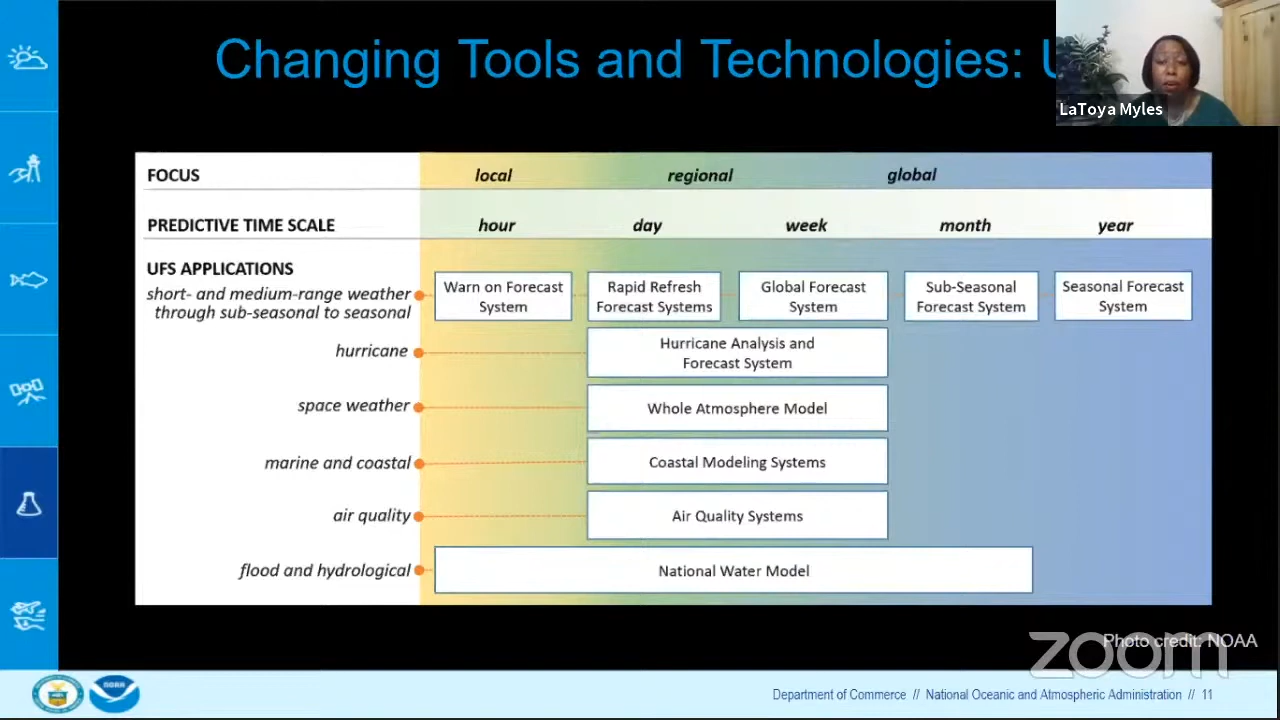 Changing Tools and Technologies: U
LaToya Myles
FOCUS local regional global
PREDICTIVE TIME SCALE hour day week month year
UFS APPLICATIONS
short- and medium-range weather
through sub-seasonal to seasonal
Warn on Forecast
System
Rapid Refresh
Forecast Systems
Global Forecast
System
Sub-Seasonal
Forecast System
Seasonal Forecast
System
hurricane
Hurricane Analysis and
Forecast System
space weather
Whole Atmosphere Model
marine and coastal
Coastal Modeling Systems
air quality
Air Quality Systems
flood and hydrological
National Water Model
Photo credit: NOAA
zoom
NOAA
Department of Commerce // National Oceanic and Atmospheric Administration // 11